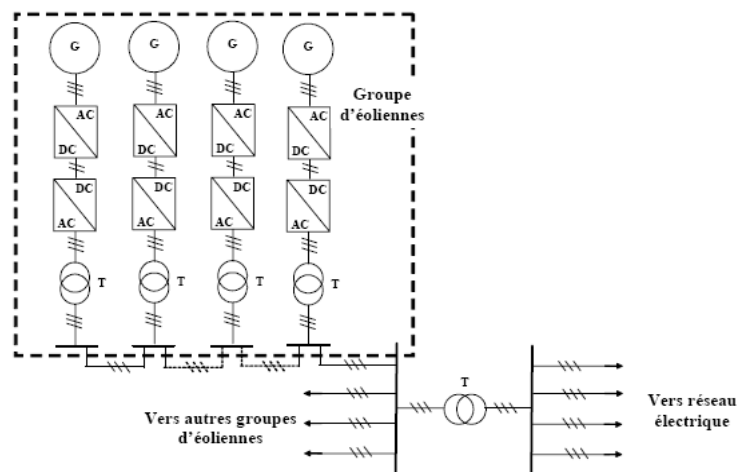 G G G G
Groupe
d'éoliennes
AC AC AC AC
DC DC DC DC
DC DC DC DC
AC AC AC AC
T T T T
T
Vers autres groupes
d'éoliennes
Vers réseau
électrique